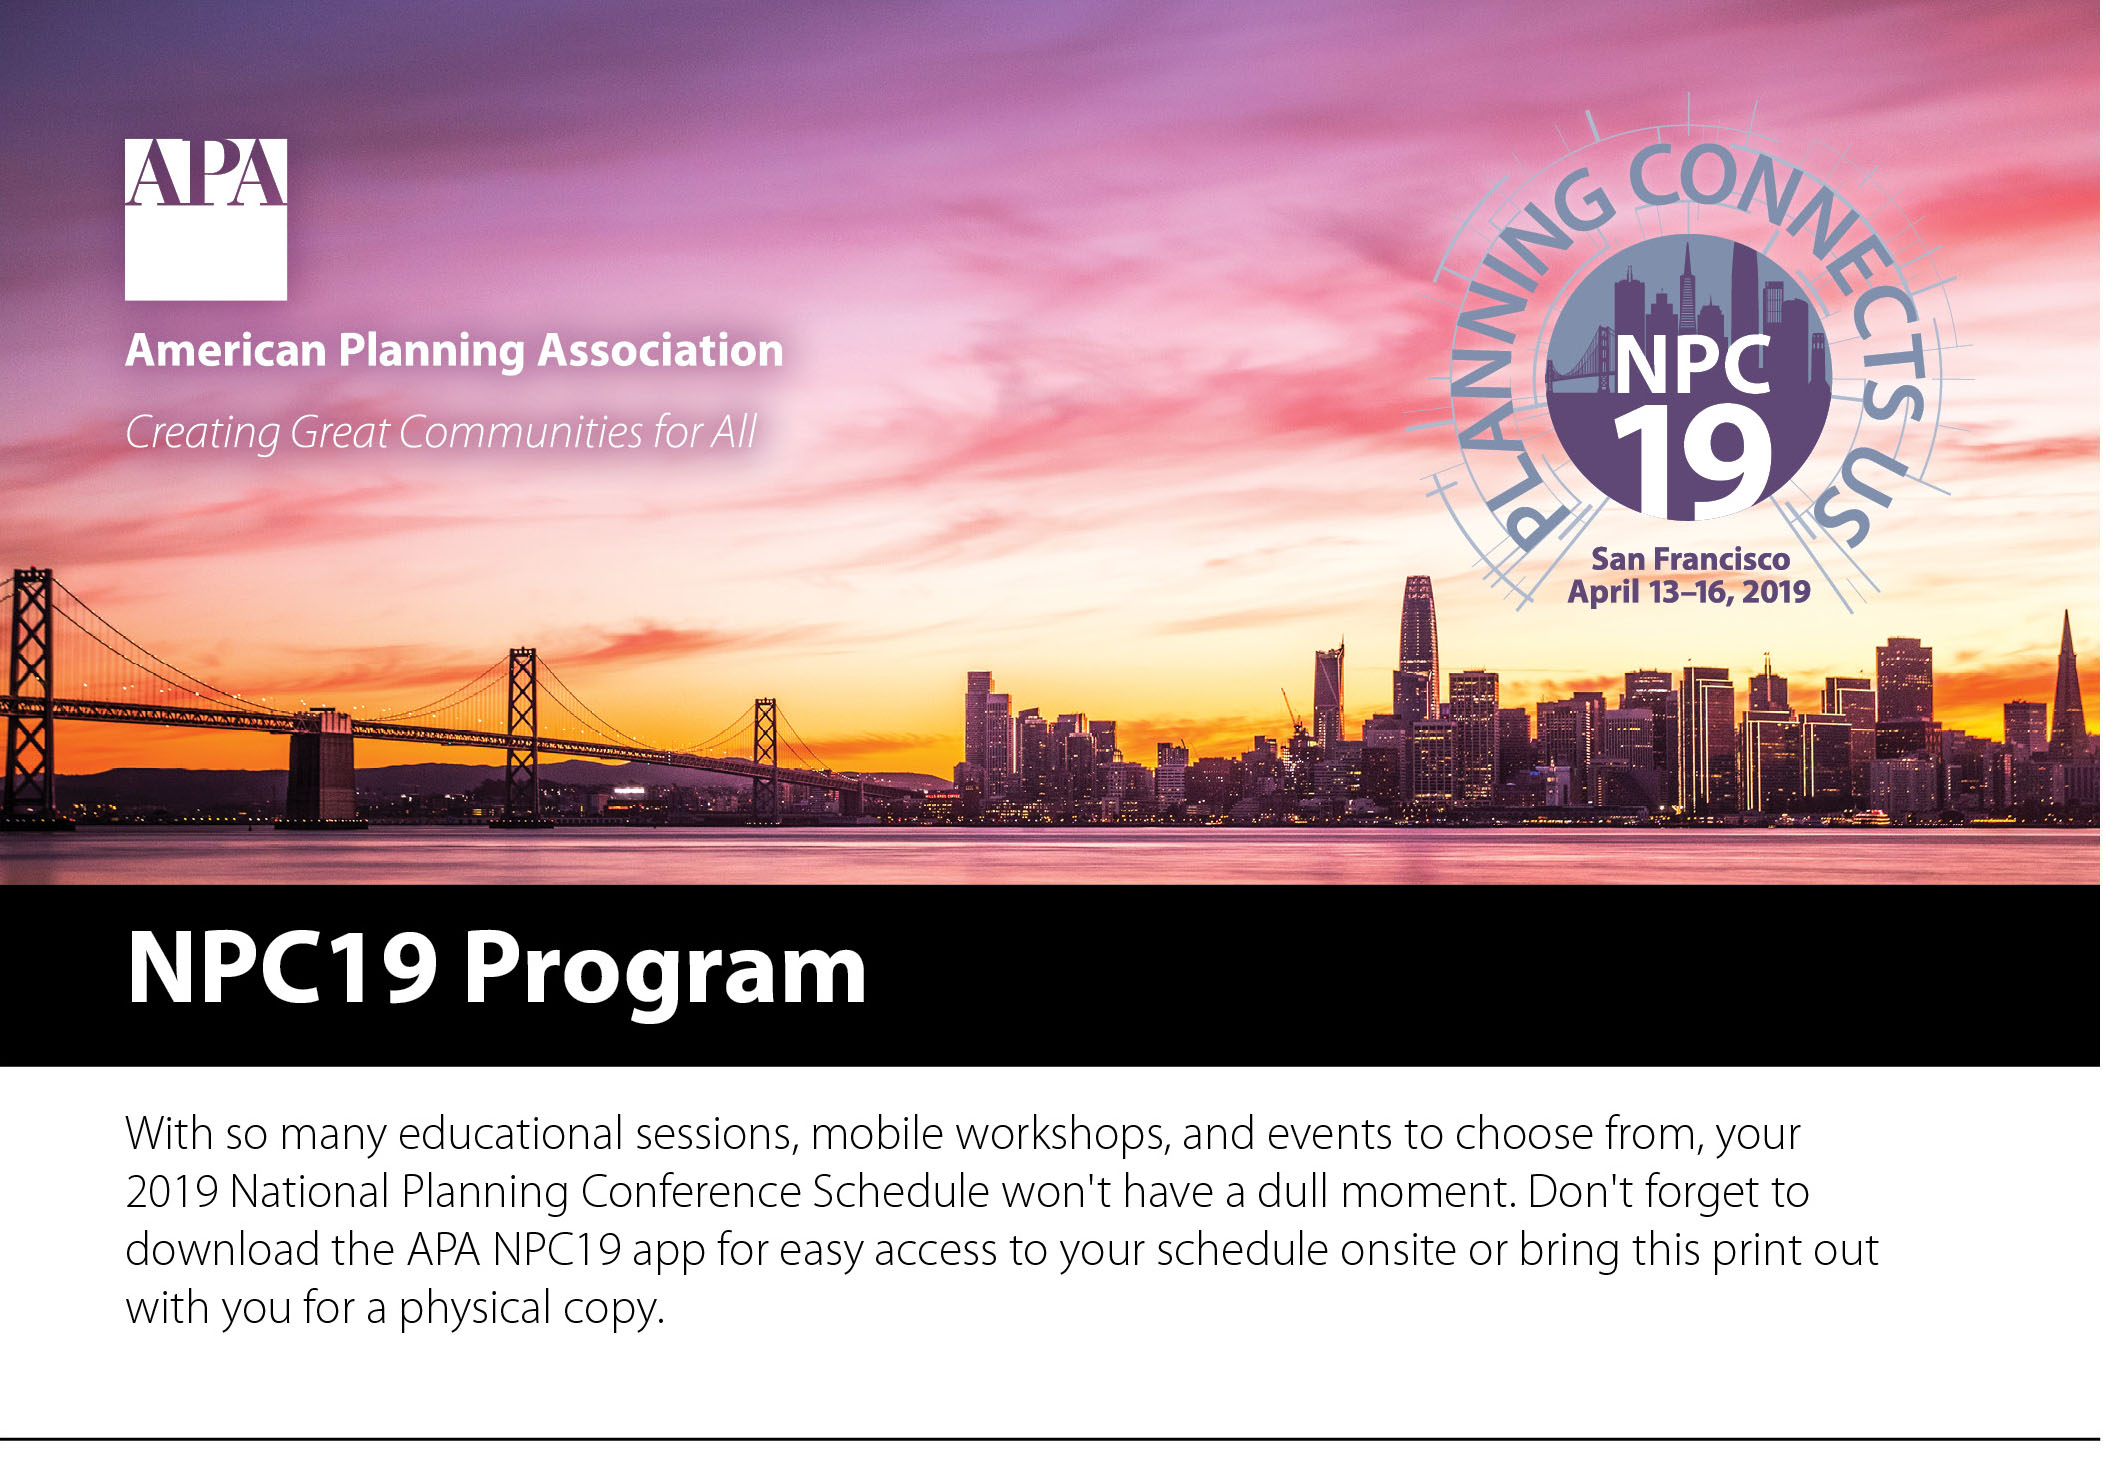 APA
American Planning Association
Creating Great Communities for All
PLANNING CONNECTS US
NPC
19
San Francisco
April 13–16, 2019
NPC19 Program
With so many educational sessions, mobile workshops, and events to choose from, your
2019 National Planning Conference Schedule won't have a dull moment. Don't forget to
download the APA NPC19 app for easy access to your schedule onsite or bring this print out
with you for a physical copy.